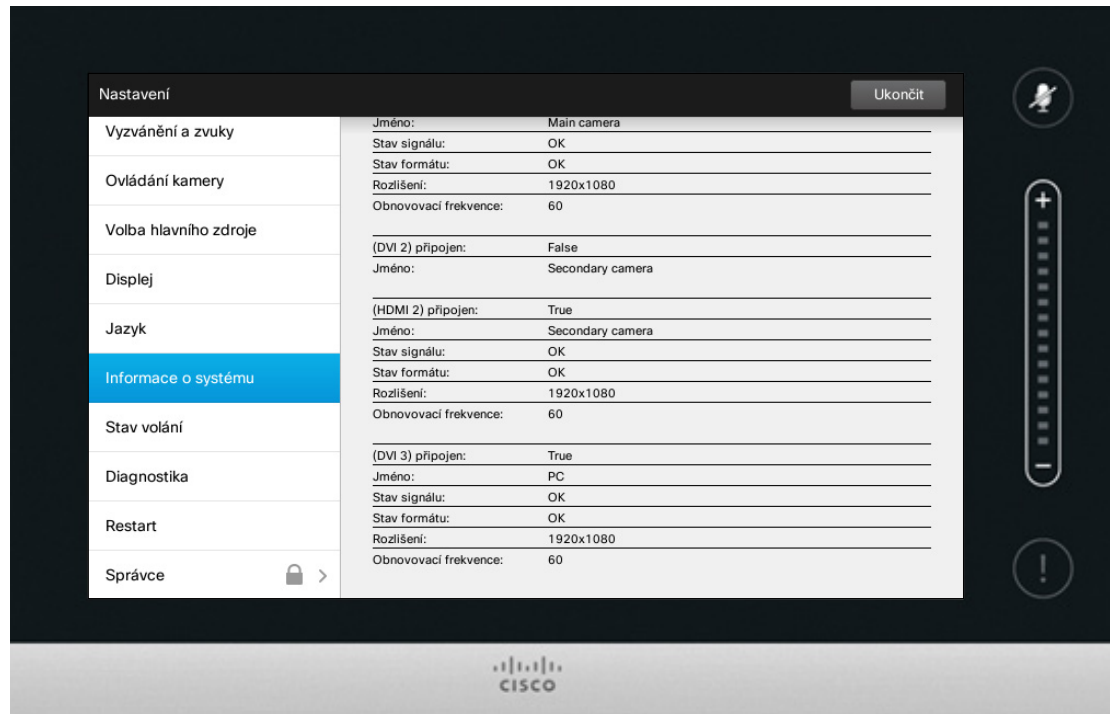 Nastavení
Ukončit
Vyzvánění a zvuky
Ovládání kamery
Volba hlavního zdroje
Displej
Jazyk
Informace o systému
Stav volání
Diagnostika
Restart
Správce
Jméno: Main camera
Stav signálu: OK
Stav formátu: OK
Rozlišení: 1920x1080
Obnovovací frekvence: 60
(DVI 2) připojen: False
Jméno: Secondary camera
(HDMI 2) připojen: True
Jméno: Secondary camera
Stav signálu: OK
Stav formátu: OK
Rozlišení: 1920x1080
Obnovovací frekvence: 60
(DVI 3) připojen: True
Jméno: PC
Stav signálu: OK
Stav formátu: OK
Rozlišení: 1920x1080
Obnovovací frekvence: 60
+
–
!
CISCO